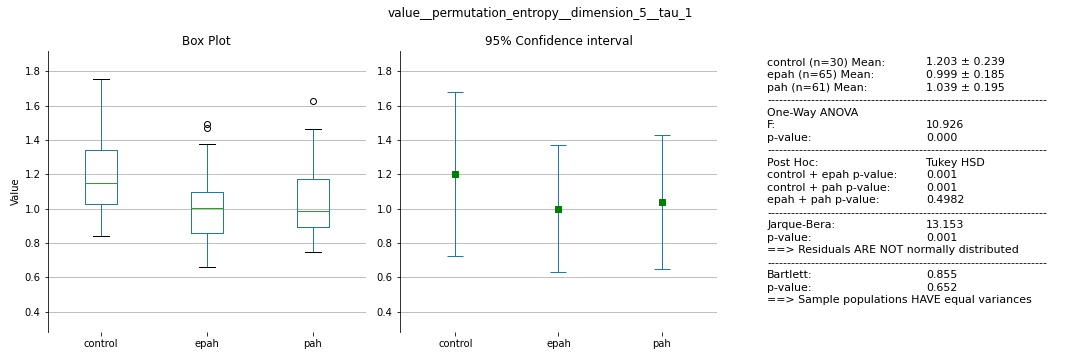 value__permutation_entropy__dimension_5__tau_1
Box Plot
1.8
1.6
1.4
1.2
1.0
0.8
0.6
0.4
Value
control epah pah
95% Confidence interval
1.8
1.6
1.4
1.2
1.0
0.8
0.6
0.4
control epah pah
control (n=30) Mean: 1.203 ± 0.239
epah (n=65) Mean: 0.999 ± 0.185
pah (n=61) Mean: 1.039 ± 0.195
One-Way ANOVA
F: 10.926
p-value: 0.000
Post Hoc: Tukey HSD
control + epah p-value: 0.001
control + pah p-value: 0.001
epah + pah p-value: 0.4982
Jarque-Bera: 13.153
p-value: 0.001
==> Residuals ARE NOT normally distributed
Bartlett: 0.855
p-value: 0.652
==> Sample populations HAVE equal variances